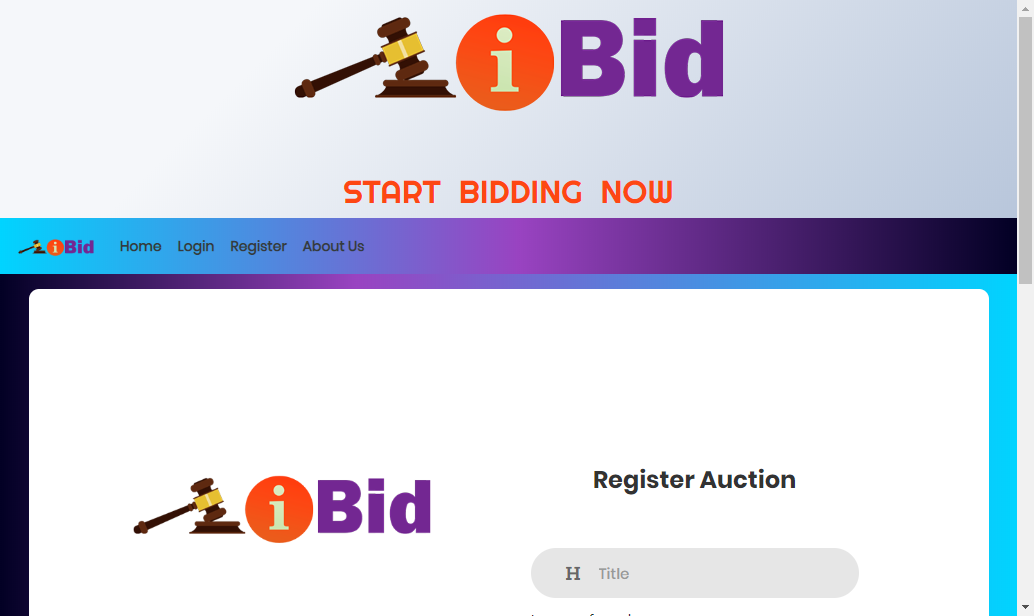 iBid
START BIDDING NOW
iBid Home Login Register About Us
Register Auction
iBid
H Title